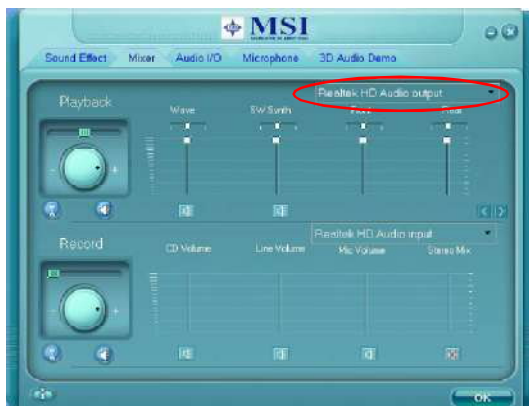 MSI
Sound Effect Mixer Audio I/O Microphone 3D Audio Demo
Realtek HD Audio output
Playback
Wave SW Synth Front Rear
Realtek HD Audio input
Record
CD Volume Line Volume Mic Volume Stereo Mix
OK